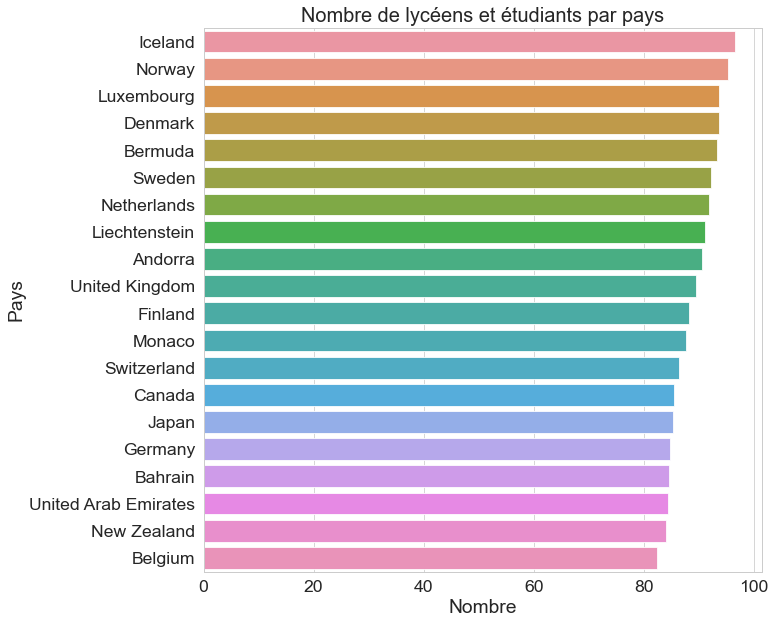 Nombre de lycéens et étudiants par pays
Pays
Iceland
Norway
Luxembourg
Denmark
Bermuda
Sweden
Netherlands
Liechtenstein
Andorra
United Kingdom
Finland
Monaco
Switzerland
Canada
Japan
Germany
Bahrain
United Arab Emirates
New Zealand
Belgium
0 20 40 60 80 100
Nombre